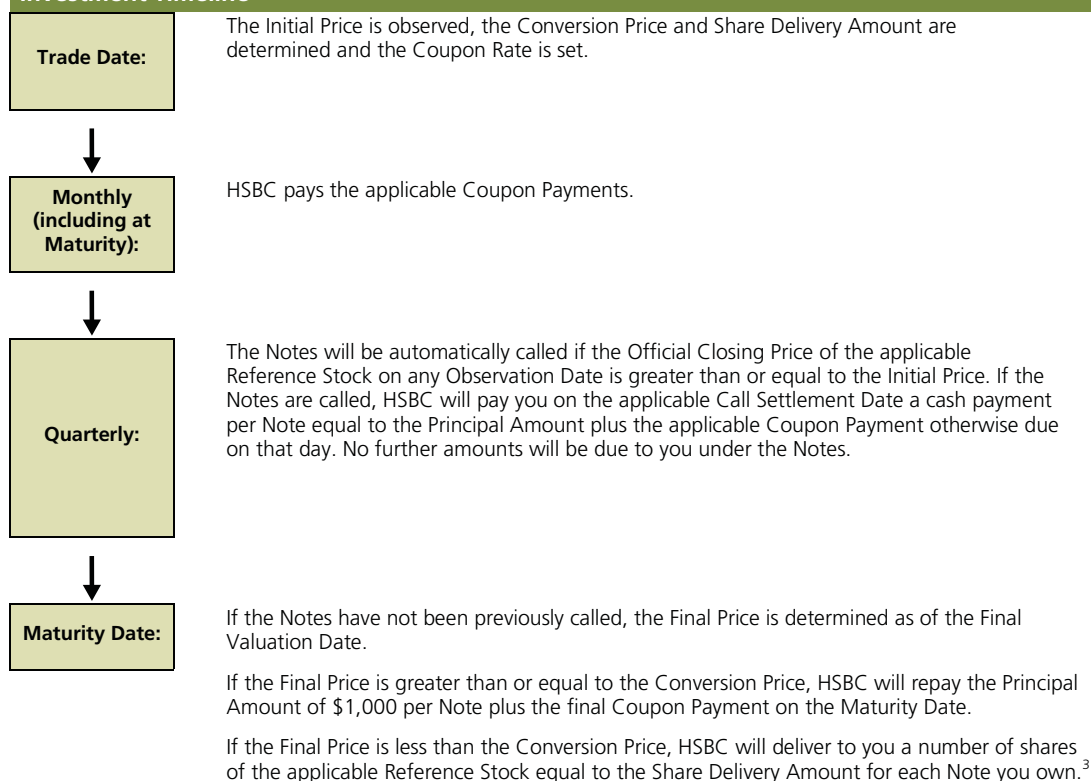 Investment Timeline
Trade Date:
The Initial Price is observed, the Conversion Price and Share Delivery Amount are
determined and the Coupon Rate is set.
Monthly
(including at
Maturity):
HSBC pays the applicable Coupon Payments.
Quarterly:
The Notes will be automatically called if the Official Closing Price of the applicable
Reference Stock on any Observation Date is greater than or equal to the Initial Price. If the
Notes are called, HSBC will pay you on the applicable Call Settlement Date a cash payment
per Note equal to the Principal Amount plus the applicable Coupon Payment otherwise due
on that day. No further amounts will be due to you under the Notes.
Maturity Date:
If the Notes have not been previously called, the Final Price is determined as of the Final
Valuation Date.
If the Final Price is greater than or equal to the Conversion Price, HSBC will repay the Principal
Amount of $1,000 per Note plus the final Coupon Payment on the Maturity Date.
If the Final Price is less than the Conversion Price, HSBC will deliver to you a number of shares
of the applicable Reference Stock equal to the Share Delivery Amount for each Note you own.3